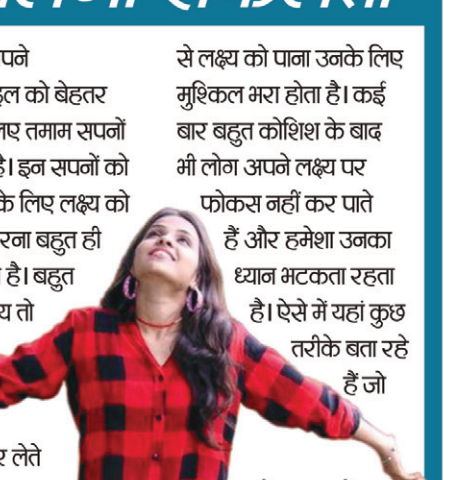 पने
को बेहतर
तमाम सपनों
है। इन सपनों को
के लिए लक्ष्य को
रना बहुत ही
है। बहुत
तो
र लेते
से लक्ष्य को पाना उनके लिए
मुश्किल भरा होता है। कई
बार बहुत कोशिश के बाद
भी लोग अपने लक्ष्य पर
फोकस नहीं कर पाते
हैं और हमेशा उनका
ध्यान भटकता रहता
है। ऐसे में यहां कुछ
तरीके बता रहे
हैं जो